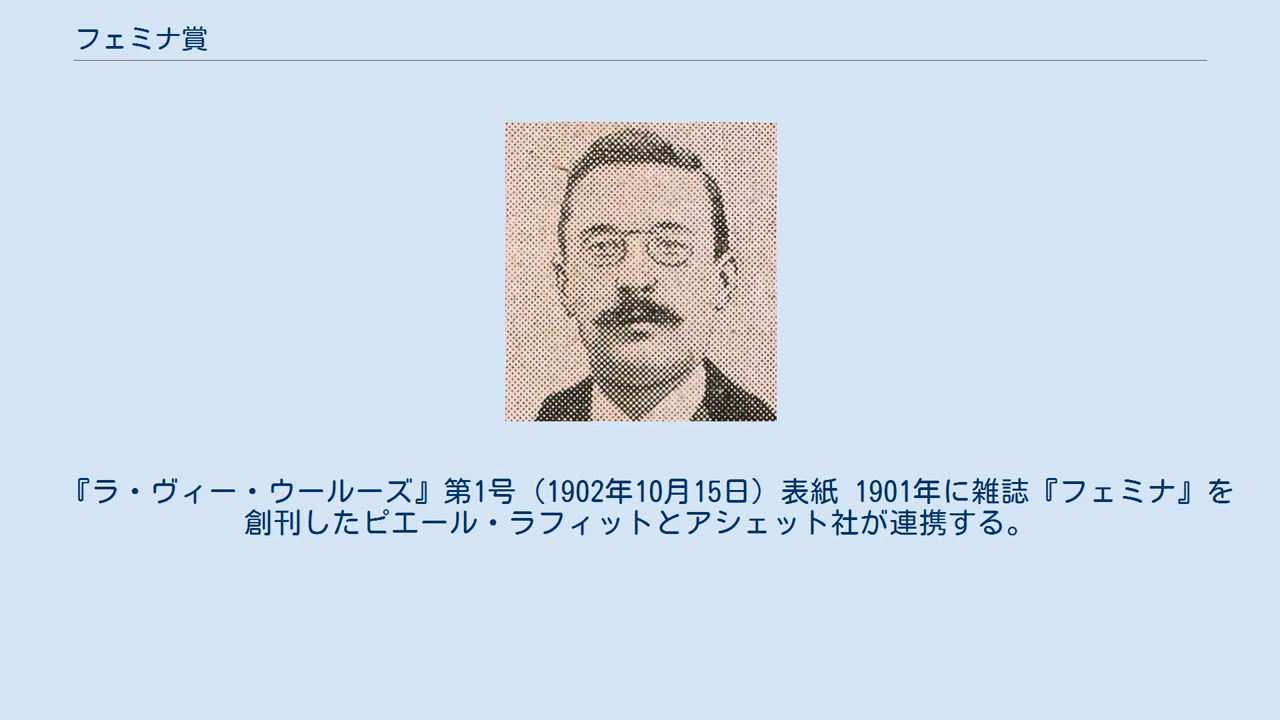 フェミナ賞
『ラ・ヴィー・ウールーズ』第1号（1902年10月15日）表紙 1901年に雑誌『フェミナ』を
創刊したピエール・ラフィットとアシェット社が連携する。